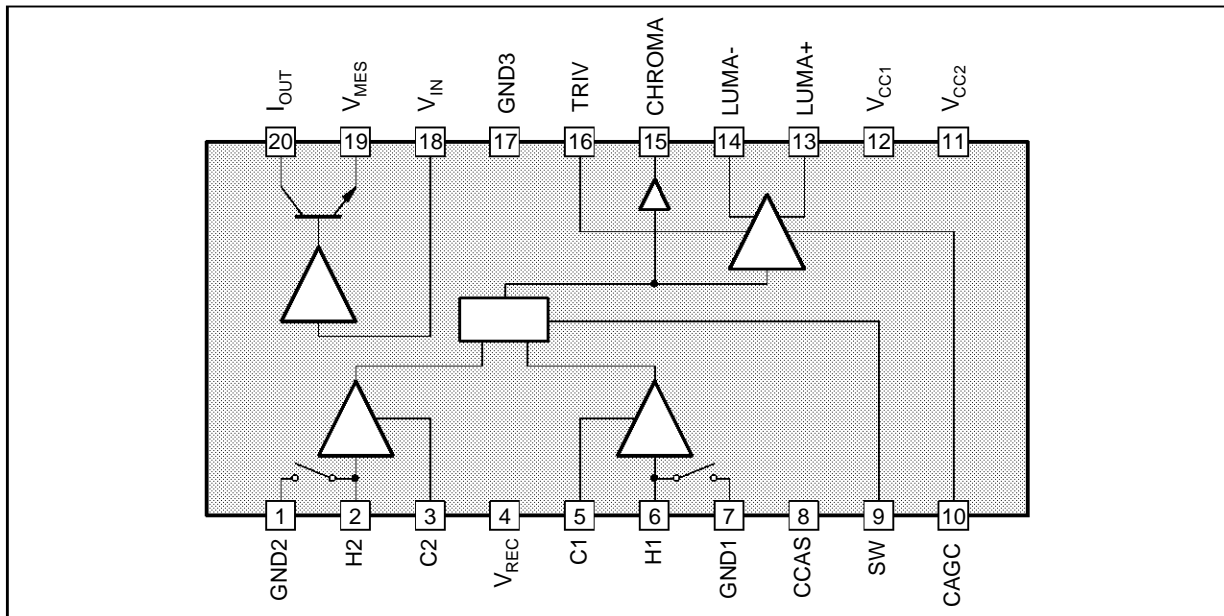 I_OUT V_MES V_IN GND3 TRIV CHROMA LUMA- LUMA+ V_CC1 V_CC2
20 19 18 17 16 15 14 13 12 11
1 2 3 4 5 6 7 8 9 10
GND2 H2 C2 V_REC C1 H1 GND1 CCAS SW CAGC